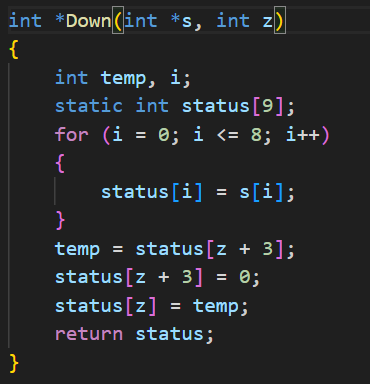 int *Down(int *s, int z)
{
    int temp, i;
    static int status[9];
    for (i = 0; i <= 8; i++)
    {
        status[i] = s[i];
    }
    temp = status[z + 3];
    status[z + 3] = 0;
    status[z] = temp;
    return status;
}